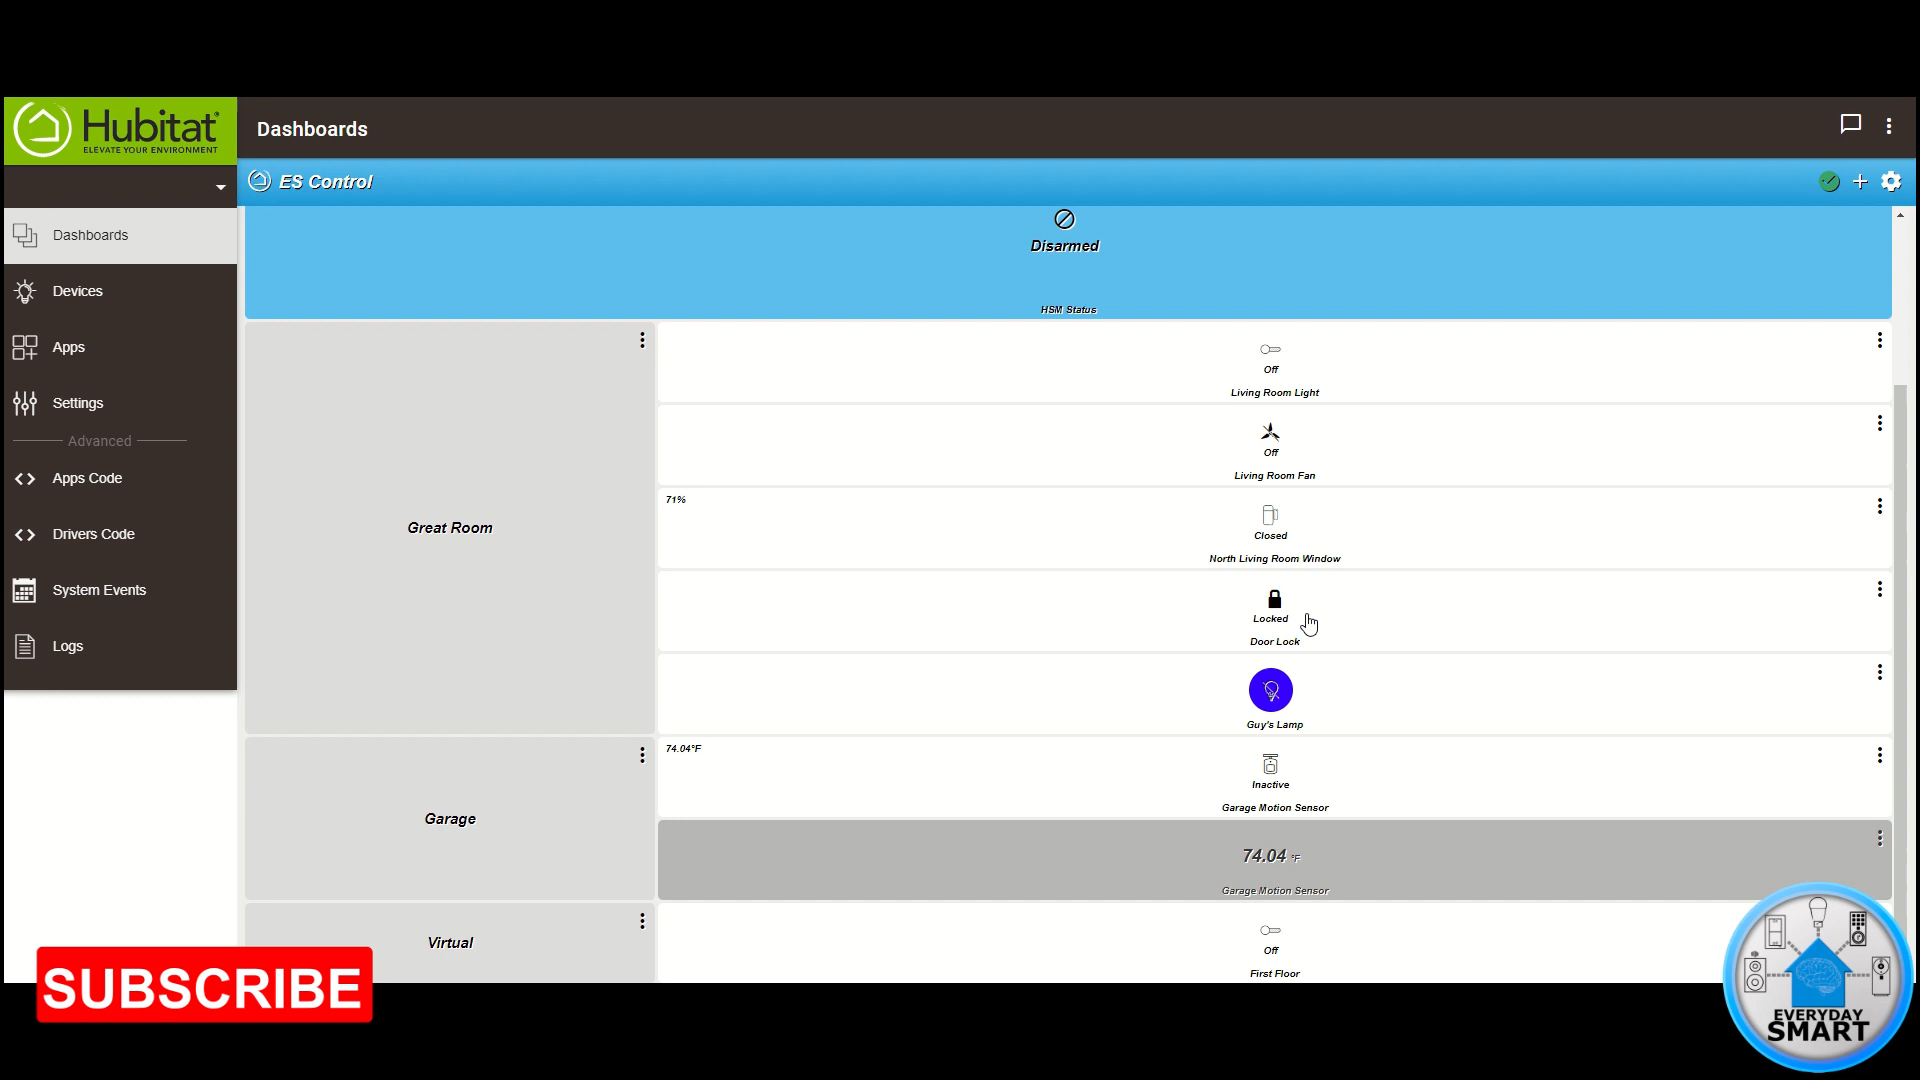 Hubitat®
ELEVATE YOUR ENVIRONMENT
Dashboards
ES Control
Dashboards
Devices
Apps
Settings
Advanced
Apps Code
Drivers Code
System Events
Logs
Disarmed
HSM Status
Great Room
Off
Living Room Light
Off
Living Room Fan
71%
Closed
North Living Room Window
Locked
Door Lock
Guy's Lamp
Garage
74.04°F
Inactive
Garage Motion Sensor
74.04 °F
Garage Motion Sensor
Virtual
Off
First Floor
SUBSCRIBE
EVERYDAY
SMART